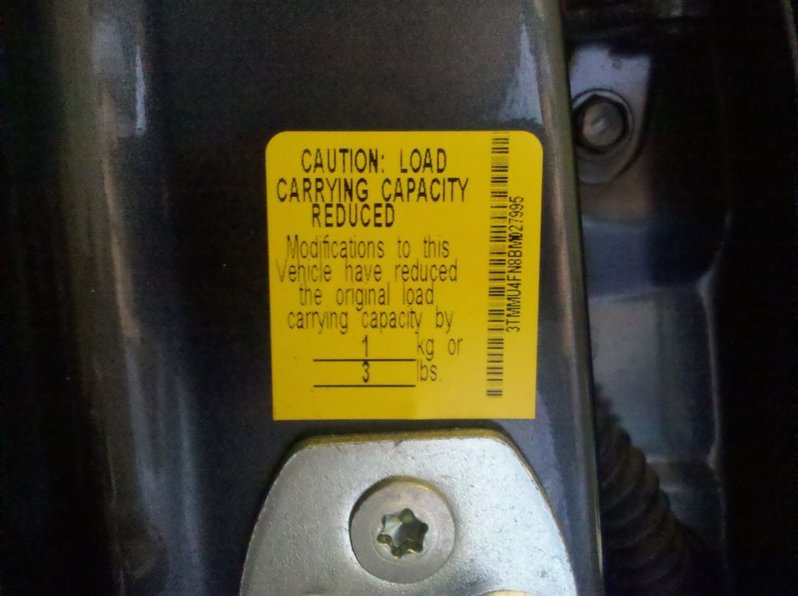 CAUTION: LOAD
CARRYING CAPACITY
REDUCED
Modifications to this
Vehicle have reduced
the original load
carrying capacity by
1 kg or
3 lbs.
3TMMU4FN8BM027995